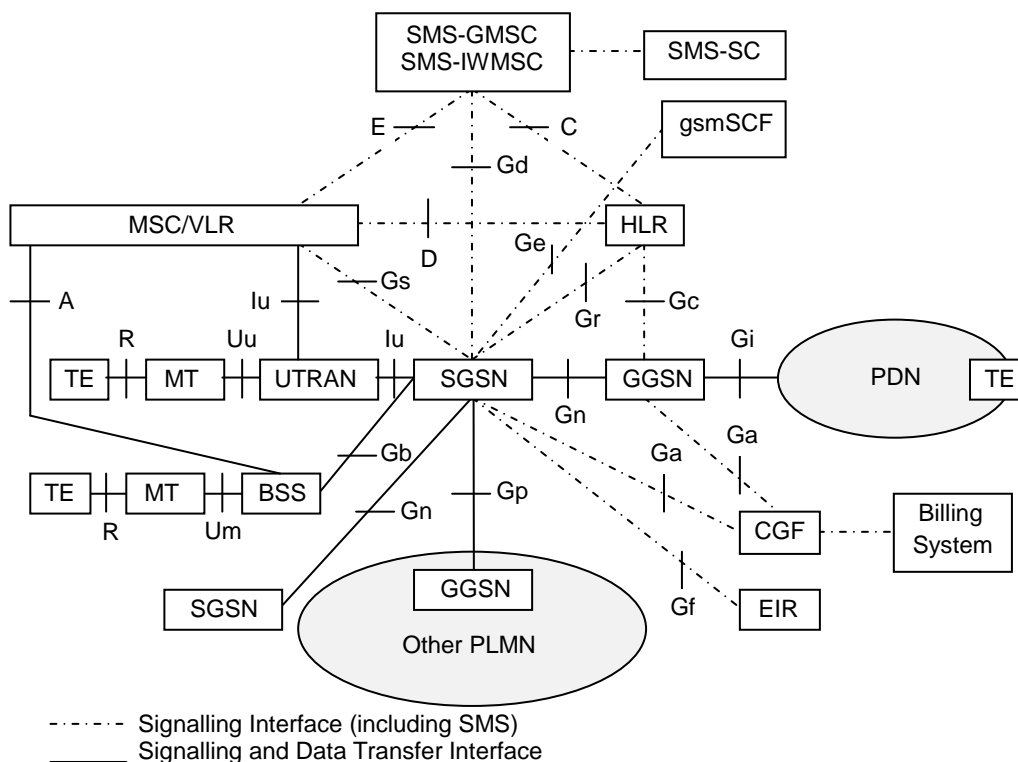 SMS-GMSC
SMS-IWMSC
SMS-SC
gsmSCF
E
C
Gd
MSC/VLR
HLR
D
Ge
Gs
A
Iu
Gr
Gc
R
Uu
Iu
Gi
TE
MT
UTRAN
SGSN
GGSN
PDN
TE
Gn
Ga
Ga
Gb
TE
MT
BSS
Gn
Gp
R
Um
CGF
Billing
System
SGSN
GGSN
Gf
EIR
Other PLMN
Signalling Interface (including SMS)
Signalling and Data Transfer Interface